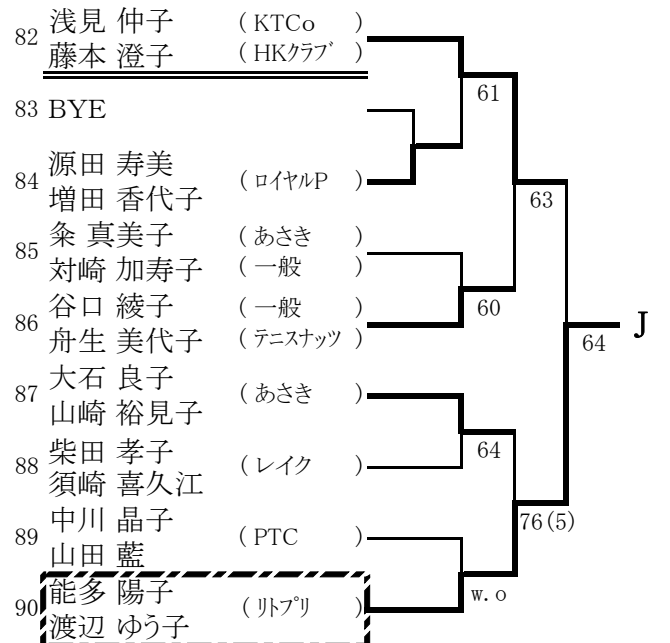 82 浅見 仲子 ( KTCo )
藤本 澄子 ( HKｸﾗﾌﾞ )
83 BYE
61
84 源田 寿美
増田 香代子 ( ﾛｲﾔﾙP )
63
85 粂 真美子 ( あさき )
対崎 加寿子 ( 一般 )
86 谷口 綾子 ( 一般 )
舟生 美代子 ( ﾃﾆｽﾅｯﾂ )
60
64 J
87 大石 良子
山崎 裕見子 ( あさき )
64
88 柴田 孝子
須崎 喜久江 ( レイク )
89 中川 晶子
山田 藍 ( PTC )
76(5)
90 能多 陽子
渡辺 ゆう子 ( ﾘﾄﾌﾟﾘ )
w.o